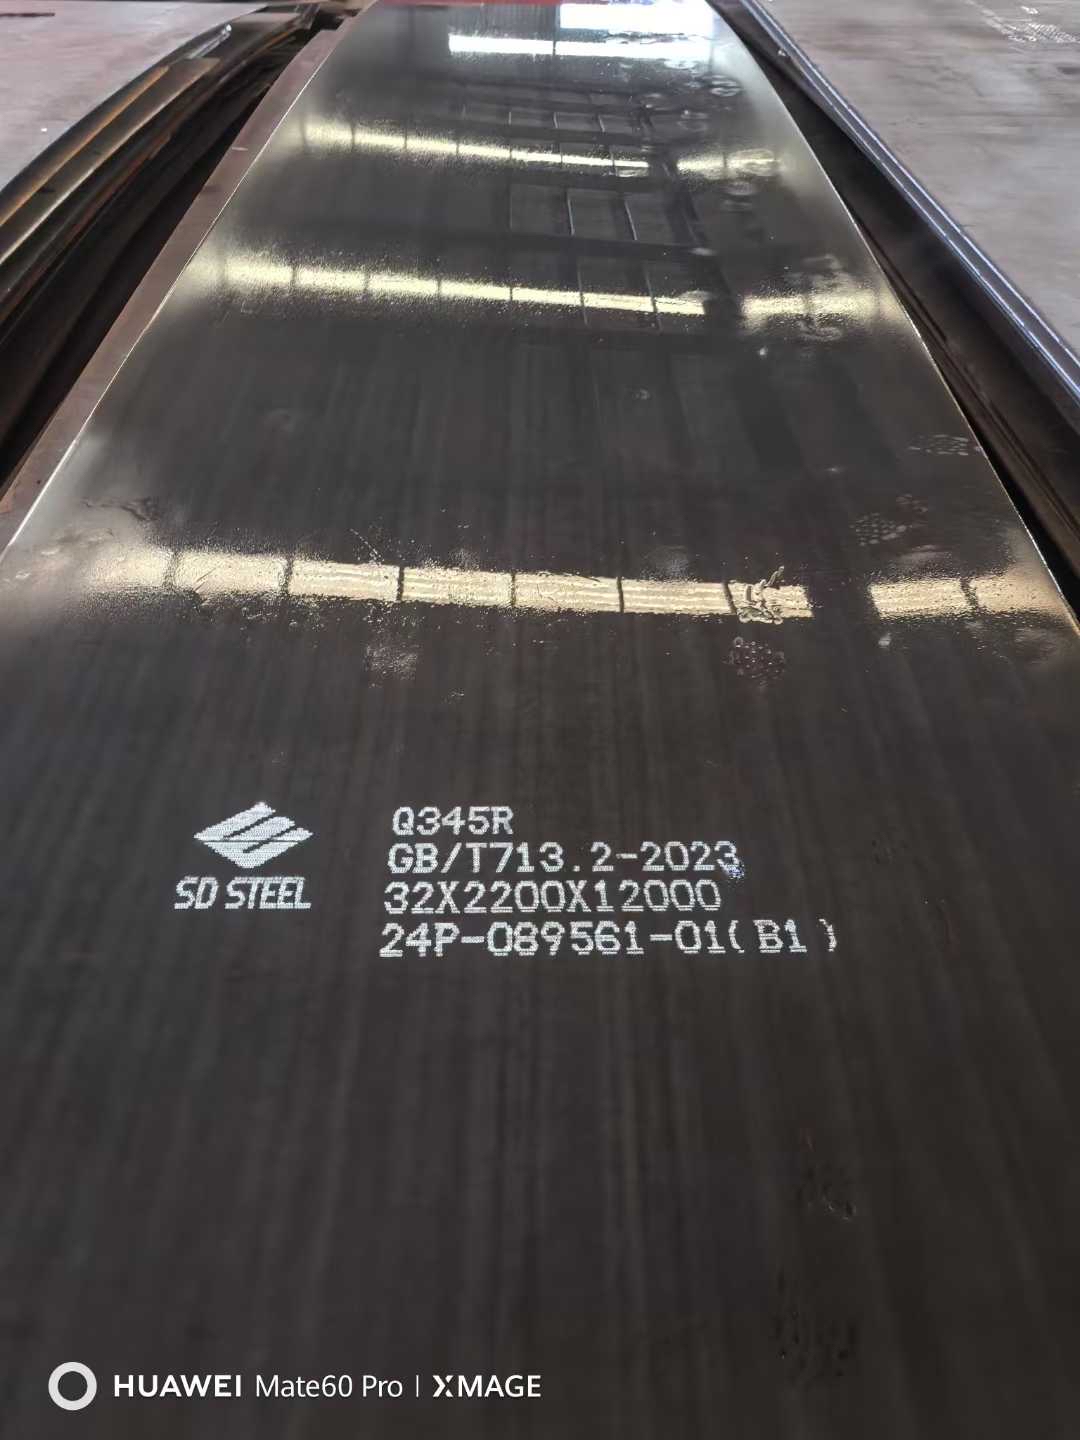 SD STEEL
Q345R
GB/T713.2-2023
32X2200X12000
24P-089561-01( B1 )
HUAWEI Mate60 Pro | XMAGE